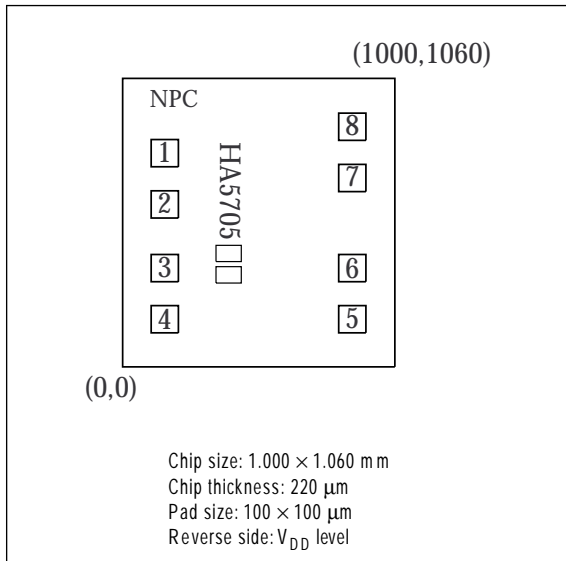 (1000,1060)
NPC
8
1
HA5705□□
7
2
3
6
4
5
(0,0)
Chip size: 1.000 × 1.060 mm
Chip thickness: 220 μm
Pad size: 100 × 100 μm
Reverse side: VDD level